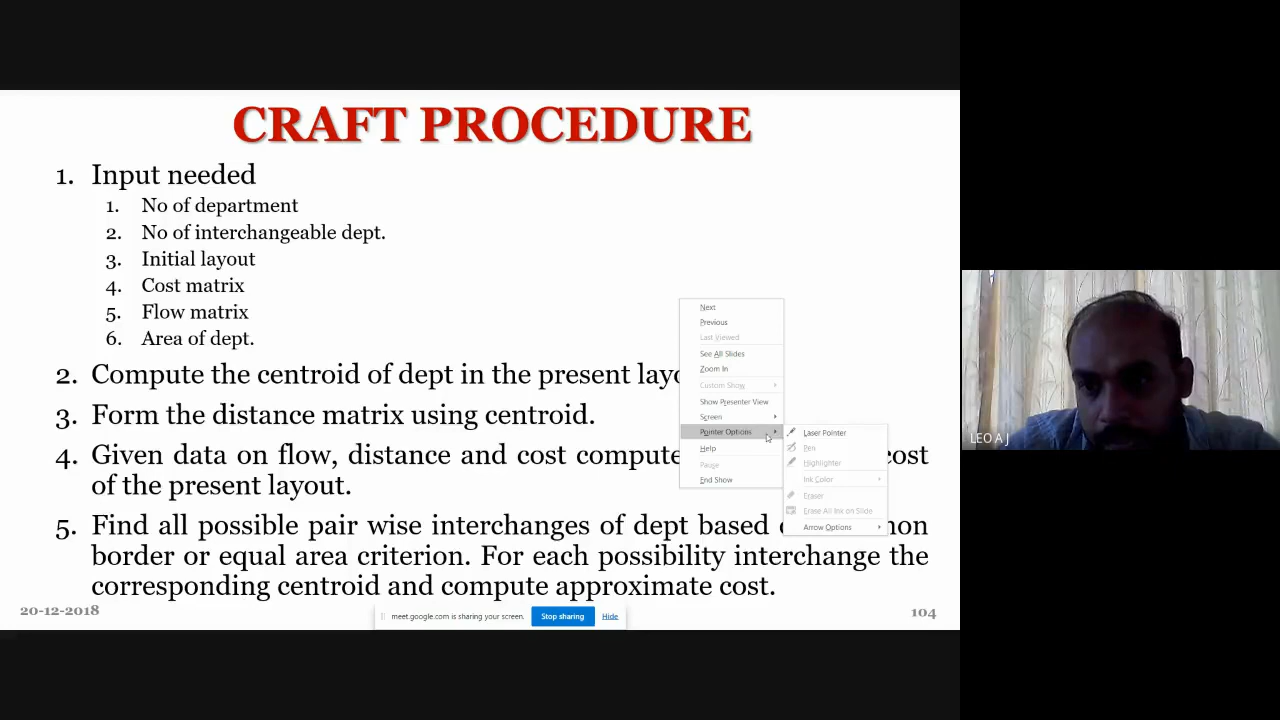 CRAFT PROCEDURE
1. Input needed
1. No of department
2. No of interchangeable dept.
3. Initial layout
4. Cost matrix
5. Flow matrix
6. Area of dept.
2. Compute the centroid of dept in the present
3. Form the distance matrix using centroid.
4. Given data on flow, distance and cost compute cost
of the present layout.
5. Find all possible pair wise interchanges of dept based
border or equal area criterion. For each possibility interchange the
corresponding centroid and compute approximate cost.
Next
Previous
Last Viewed
See All Slides
Zoom In
Custom Show
Show Presenter View
Screen
Pointer Options
Help
Pause
End Show
Laser Pointer
Pen
Highlighter
Ink Color
Eraser
Erase All Ink on Slide
Arrow Options
20-12-2018
104
meet.google.com is sharing your screen.
Stop sharing
Hide
LEO A J